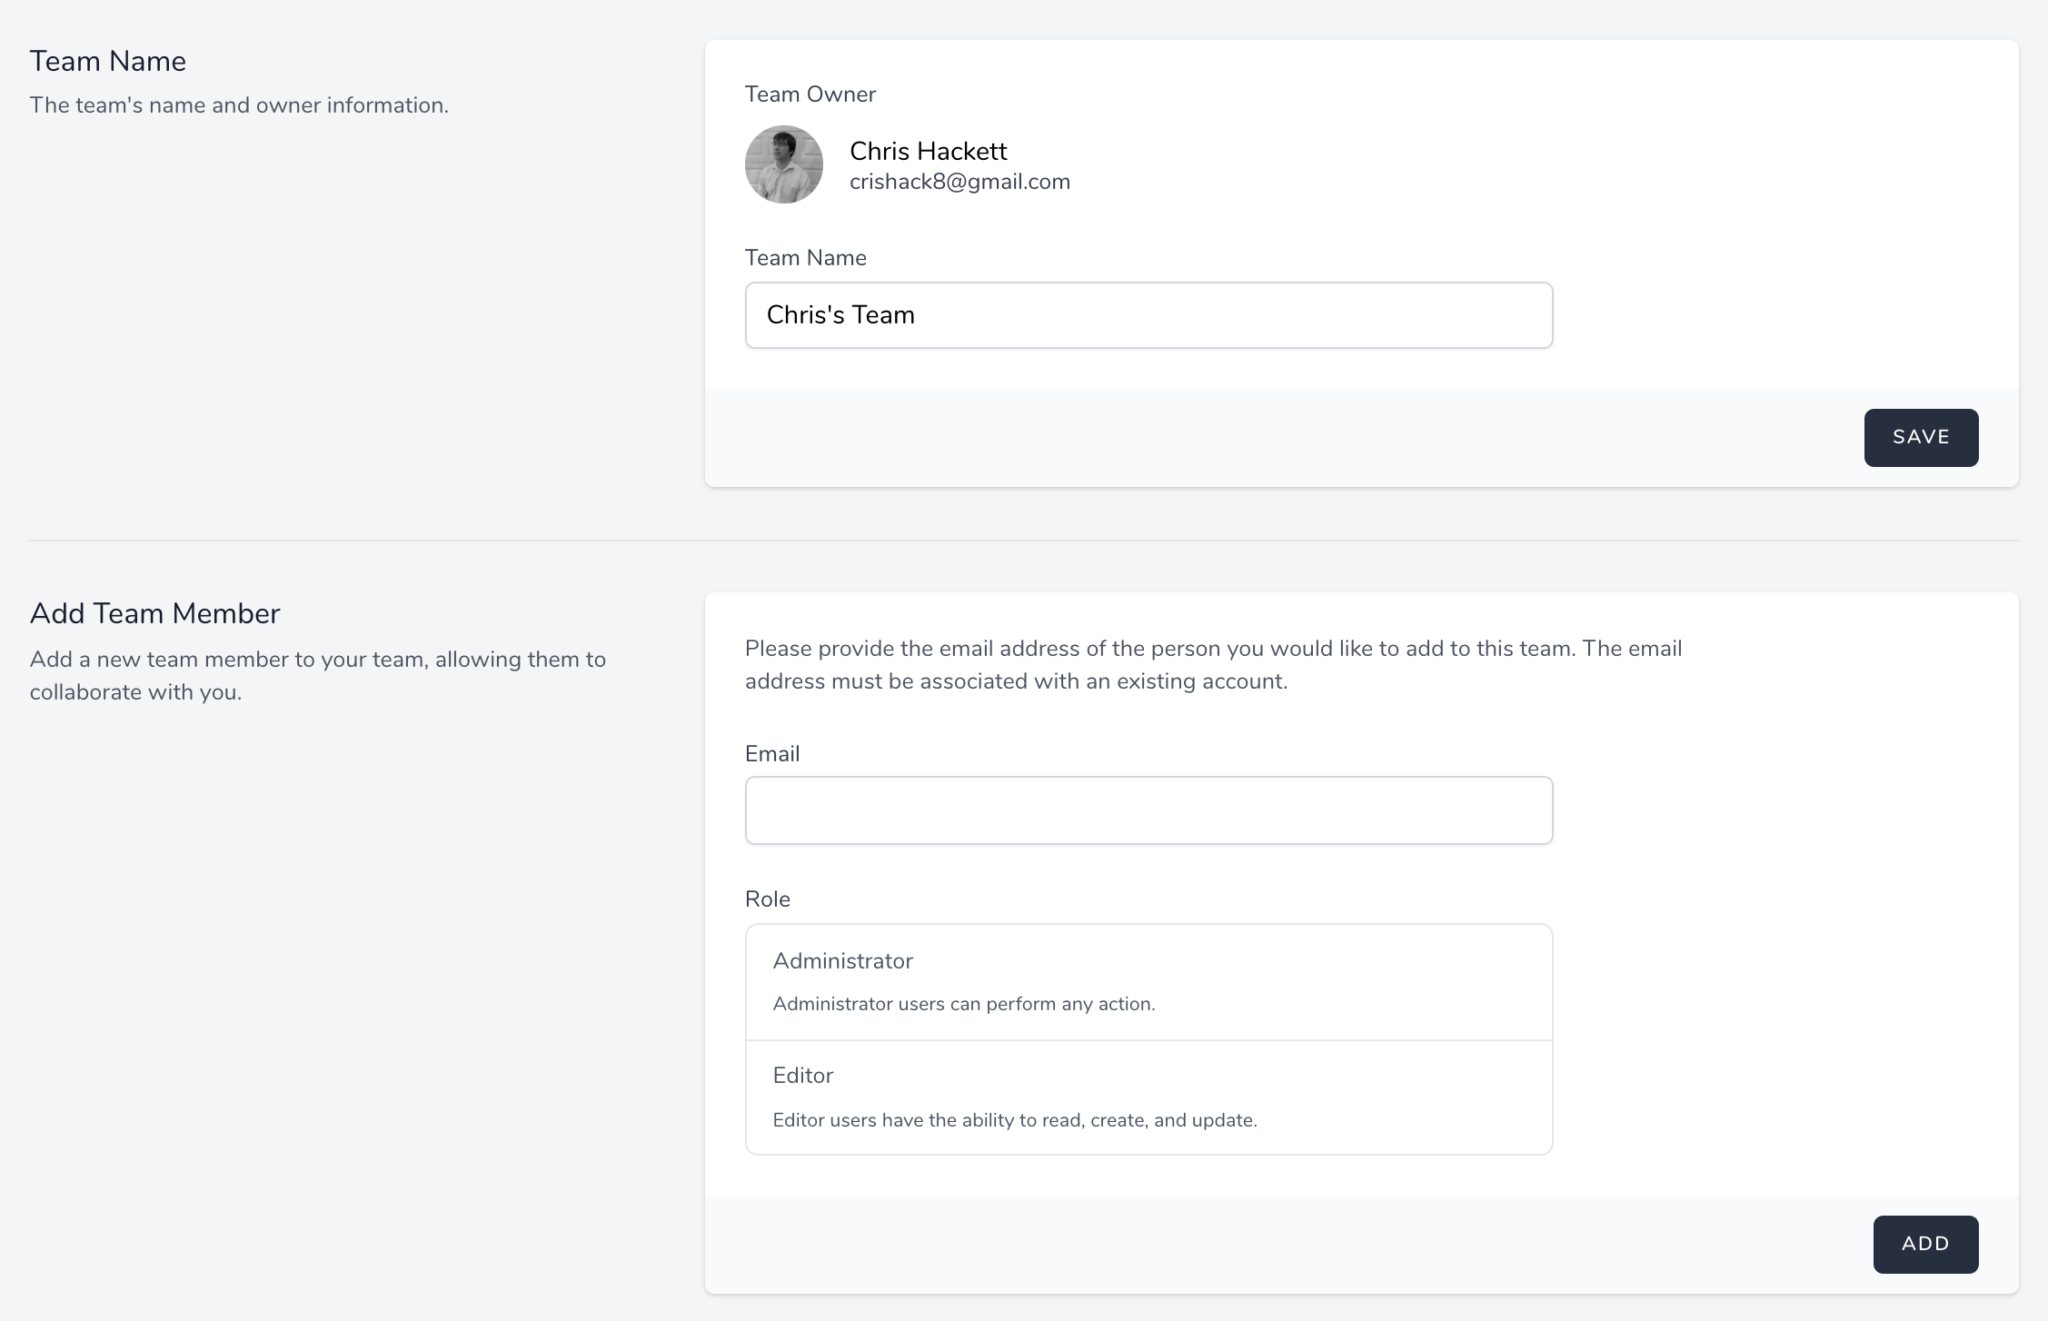 Team Name
The team's name and owner information.
Team Owner
Chris Hackett
crishack8@gmail.com
Team Name
Chris's Team
SAVE
Add Team Member
Add a new team member to your team, allowing them to
collaborate with you.
Please provide the email address of the person you would like to add to this team. The email
address must be associated with an existing account.
Email
Role
Administrator
Administrator users can perform any action.
Editor
Editor users have the ability to read, create, and update.
ADD